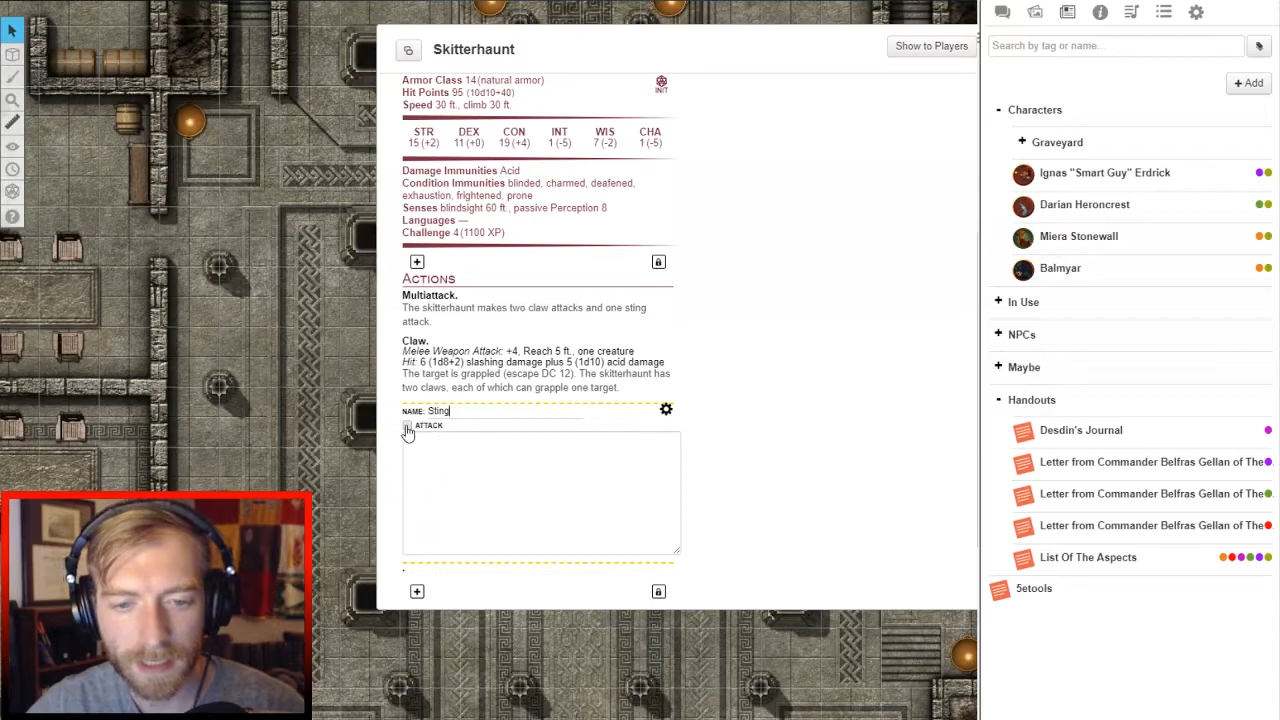 Skitterhaunt
Show to Players
Armor Class 14 (natural armor)
Hit Points 95 (10d10+40)
Speed 30 ft., climb 30 ft.
INIT
STR DEX CON INT WIS CHA
15 (+2) 11 (+0) 19 (+4) 1 (-5) 7 (-2) 1 (-5)
Damage Immunities Acid
Condition Immunities blinded, charmed, deafened,
exhaustion, frightened, prone
Senses blindsight 60 ft., passive Perception 8
Languages —
Challenge 4 (1100 XP)
Actions
Multiattack.
The skitterhaunt makes two claw attacks and one sting
attack.
Claw.
Melee Weapon Attack: +4, Reach 5 ft., one creature
Hit: 6 (1d8+2) slashing damage plus 5 (1d10) acid damage
The target is grappled (escape DC 12). The skitterhaunt has
two claws, each of which can grapple one target.
NAME: Sting
ATTACK
.
Search by tag or name...
+ Add
- Characters
+ Graveyard
Ignas "Smart Guy" Erdrick
Darian Heroncrest
Miera Stonewall
Balmyar
+ In Use
+ NPCs
+ Maybe
- Handouts
Desdin's Journal
Letter from Commander Belfras Gellan of The
Letter from Commander Belfras Gellan of The
Letter from Commander Belfras Gellan of The
List Of The Aspects
5etools